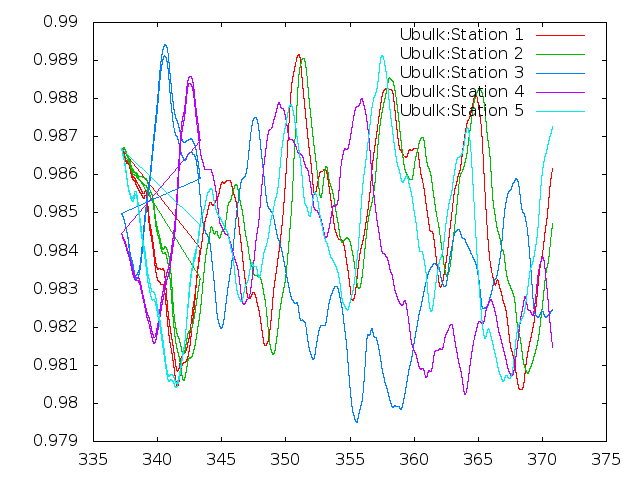 0.99
0.989
0.988
0.987
0.986
0.985
0.984
0.983
0.982
0.981
0.98
0.979
Ubulk:Station 1
Ubulk:Station 2
Ubulk:Station 3
Ubulk:Station 4
Ubulk:Station 5
335 340 345 350 355 360 365 370 375